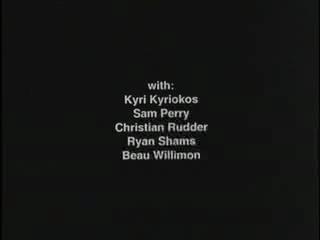 with:
Kyri Kyriokos
Sam Perry
Christian Rudder
Ryan Shams
Beau Willimon